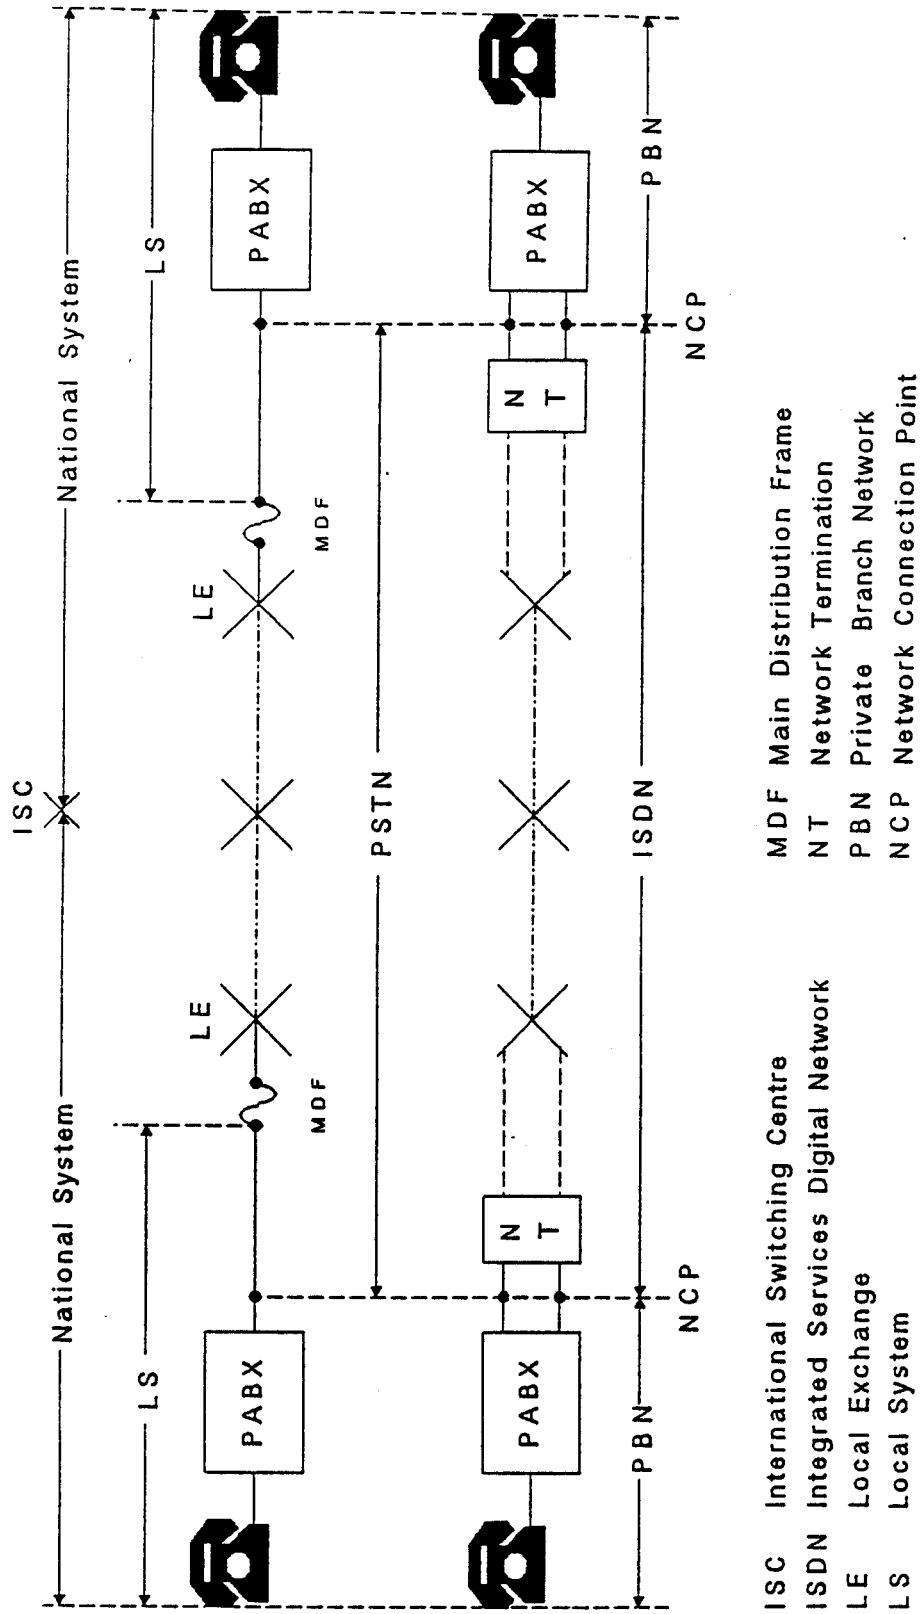 ISC
National System
National System
LS
LS
LE
LE
PABX
MDF
MDF
PABX
PSTN
PABX
N T
N T
PABX
PBN
ISDN
PBN
NCP
NCP
ISC International Switching Centre
ISDN Integrated Services Digital Network
LE Local Exchange
LS Local System
MDF Main Distribution Frame
NT Network Termination
PBN Private Branch Network
NCP Network Connection Point